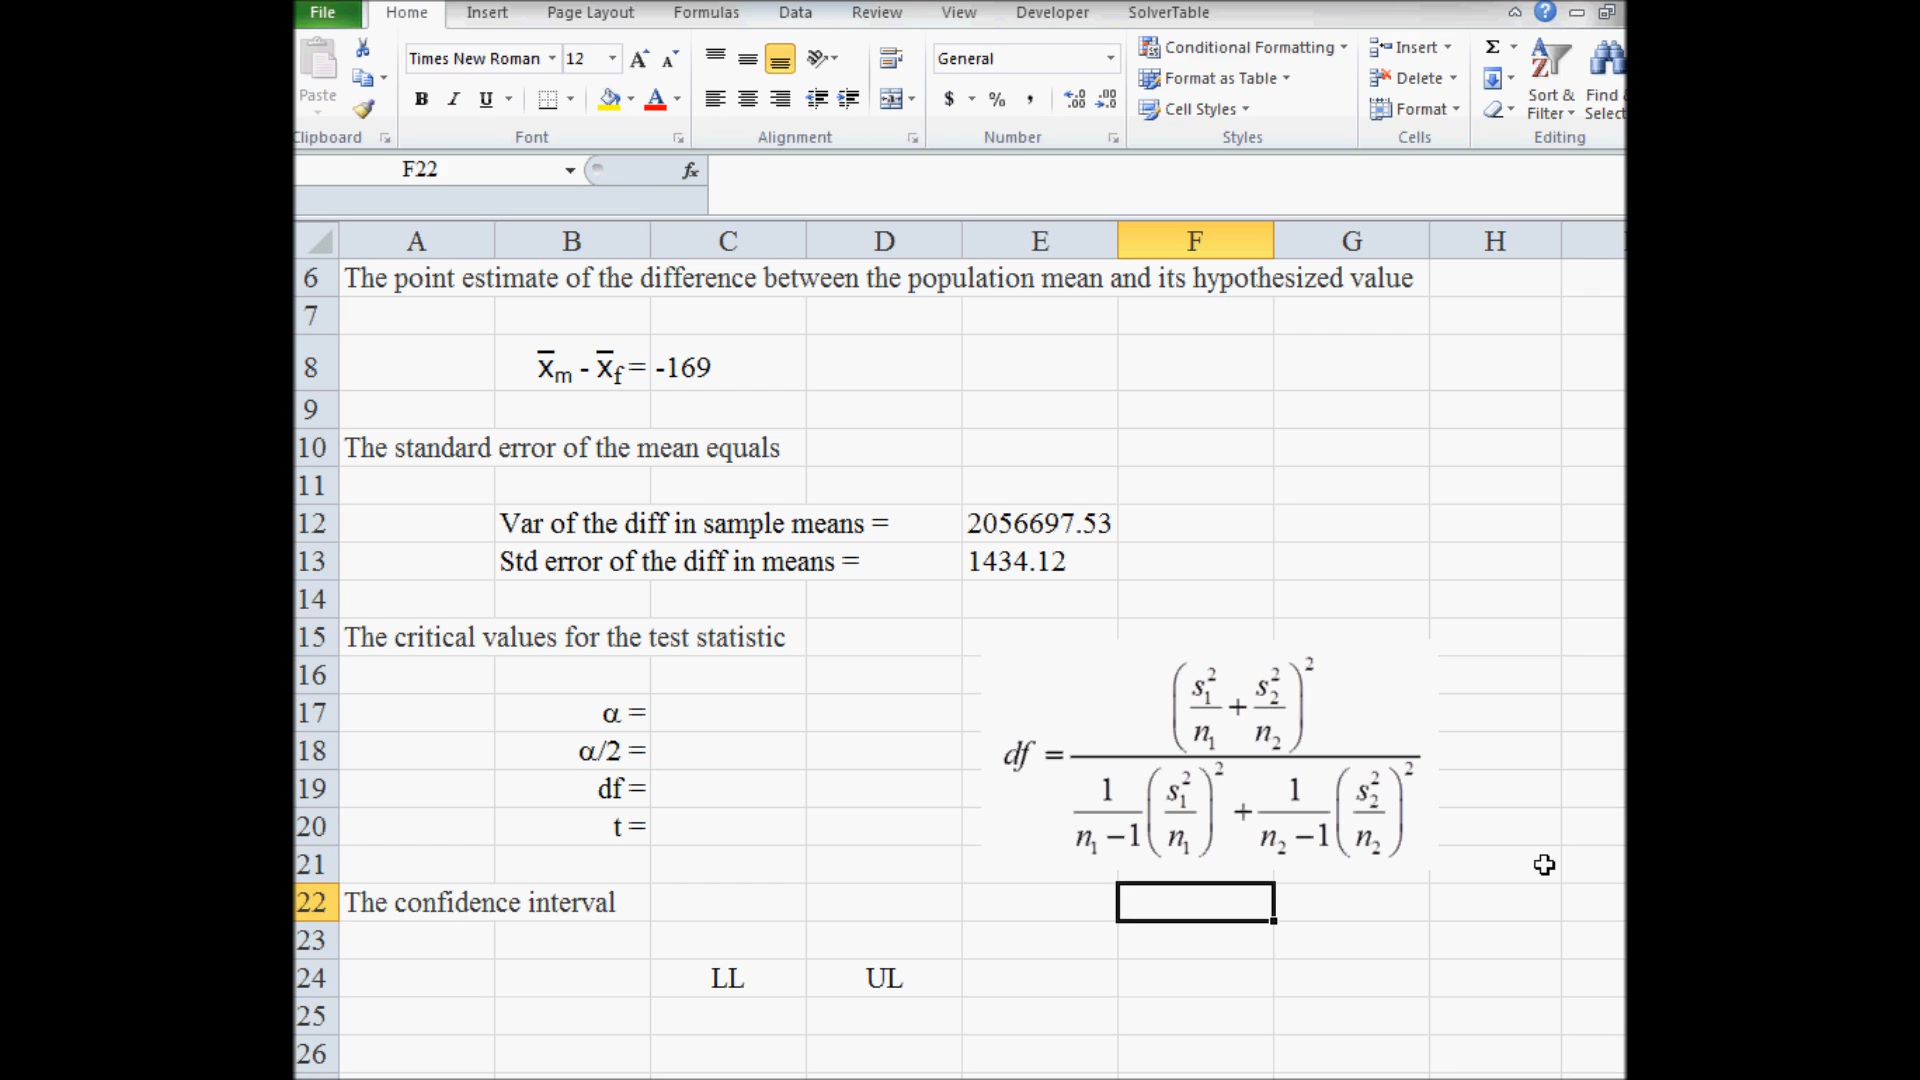 File Home Insert Page Layout Formulas Data Review View Developer SolverTable
Times New Roman 12 General Conditional Formatting Insert Σ
Paste Format as Table Delete
B I U A $ % , Cell Styles Format Sort & Filter Find & Select
Clipboard Font Alignment Number Styles Cells Editing
F22 fx
A B C D E F G H
6 The point estimate of the difference between the population mean and its hypothesized value
7
8 x̅m - x̅f = -169
9
10 The standard error of the mean equals
11
12 Var of the diff in sample means = 2056697.53
13 Std error of the diff in means = 1434.12
14
15 The critical values for the test statistic
16
17 α =
18 α/2 =
19 df =
20 t =
df = (s₁²/n₁ + s₂²/n₂)² / (1/(n₁ −1) (s₁²/n₁)² + 1/(n₂ −1) (s₂²/n₂)²)
21
22 The confidence interval
23
24 LL UL
25
26